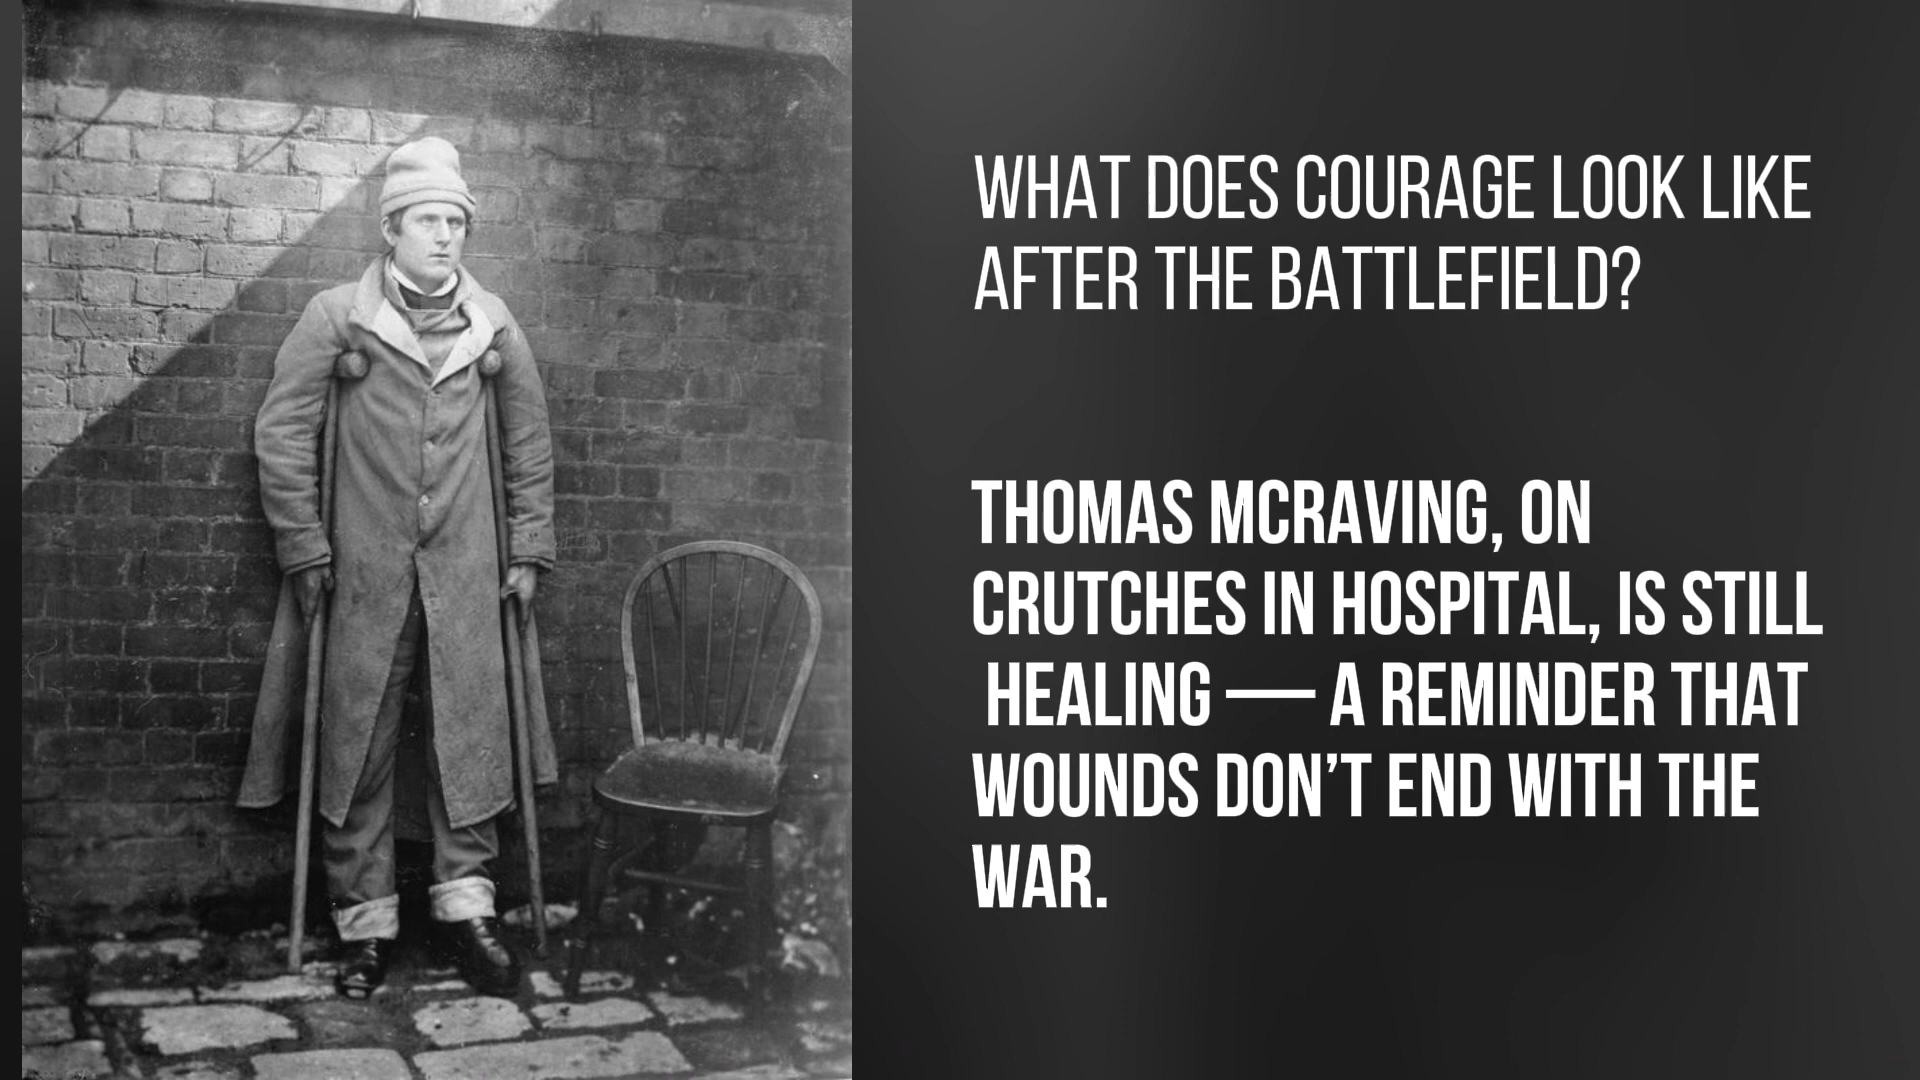 WHAT DOES COURAGE LOOK LIKE
AFTER THE BATTLEFIELD?
THOMAS MCRAVING, ON
CRUTCHES IN HOSPITAL, IS STILL
HEALING — A REMINDER THAT
WOUNDS DON’T END WITH THE
WAR.